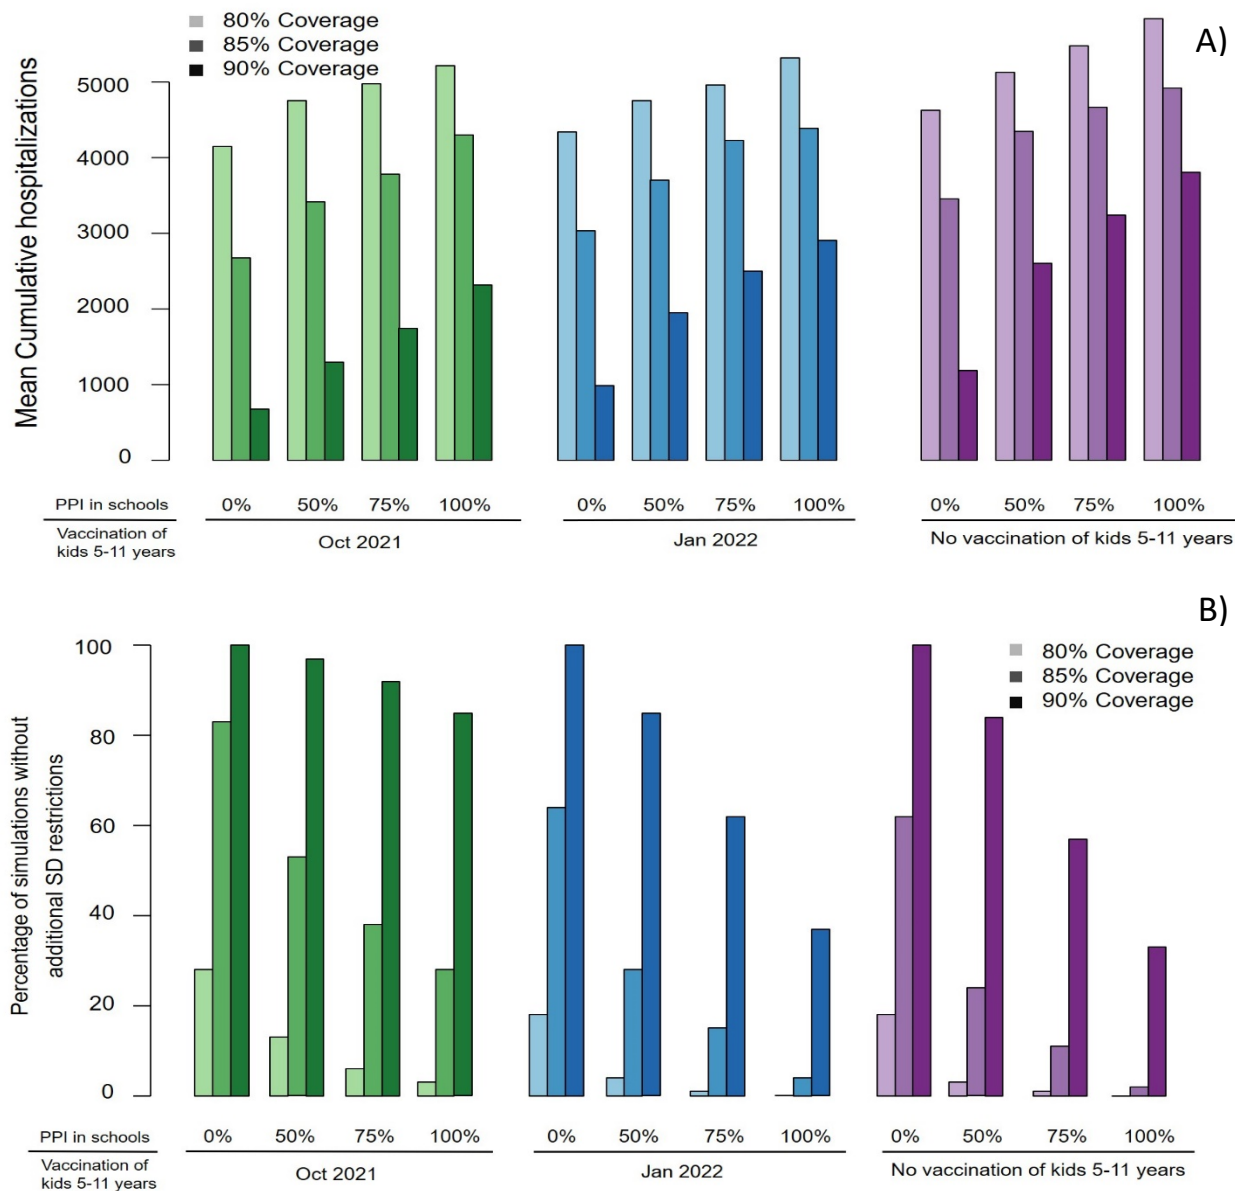 A)
80% Coverage
85% Coverage
90% Coverage
Mean Cumulative hospitalizations
5000
4000
3000
2000
1000
0
PPI in schools 0% 50% 75% 100% 0% 50% 75% 100% 0% 50% 75% 100%
Vaccination of
kids 5-11 years
Oct 2021 Jan 2022 No vaccination of kids 5-11 years
B)
80% Coverage
85% Coverage
90% Coverage
Percentage of simulations without
additional SD restrictions
100
80
60
40
20
0
PPI in schools 0% 50% 75% 100% 0% 50% 75% 100% 0% 50% 75% 100%
Vaccination of
kids 5-11 years
Oct 2021 Jan 2022 No vaccination of kids 5-11 years